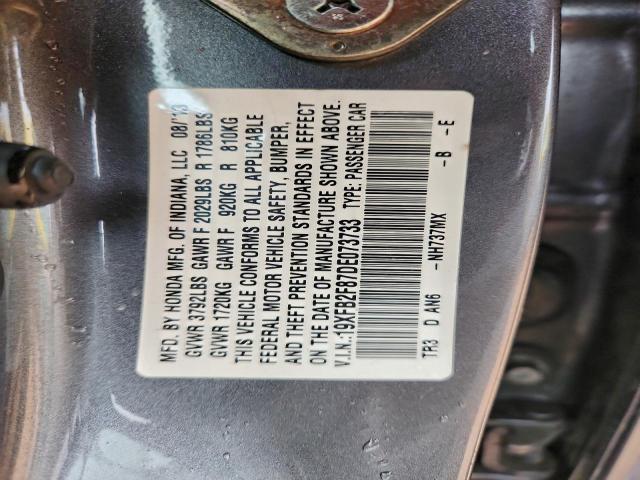 MFD. BY HONDA MFG. OF INDIANA, LLC 08/13
GVWR 3792LBS GAWR F 2029LBS R 1786LBS
GVWR 1720KG GAWR F 920KG R 810KG
THIS VEHICLE CONFORMS TO ALL APPLICABLE
FEDERAL MOTOR VEHICLE SAFETY, BUMPER,
AND THEFT PREVENTION STANDARDS IN EFFECT
ON THE DATE OF MANUFACTURE SHOWN ABOVE.
V.I.N.:19XFB2F87DE073733 TYPE: PASSENGER CAR
TR3 D AM6 -NH737MX -B -E